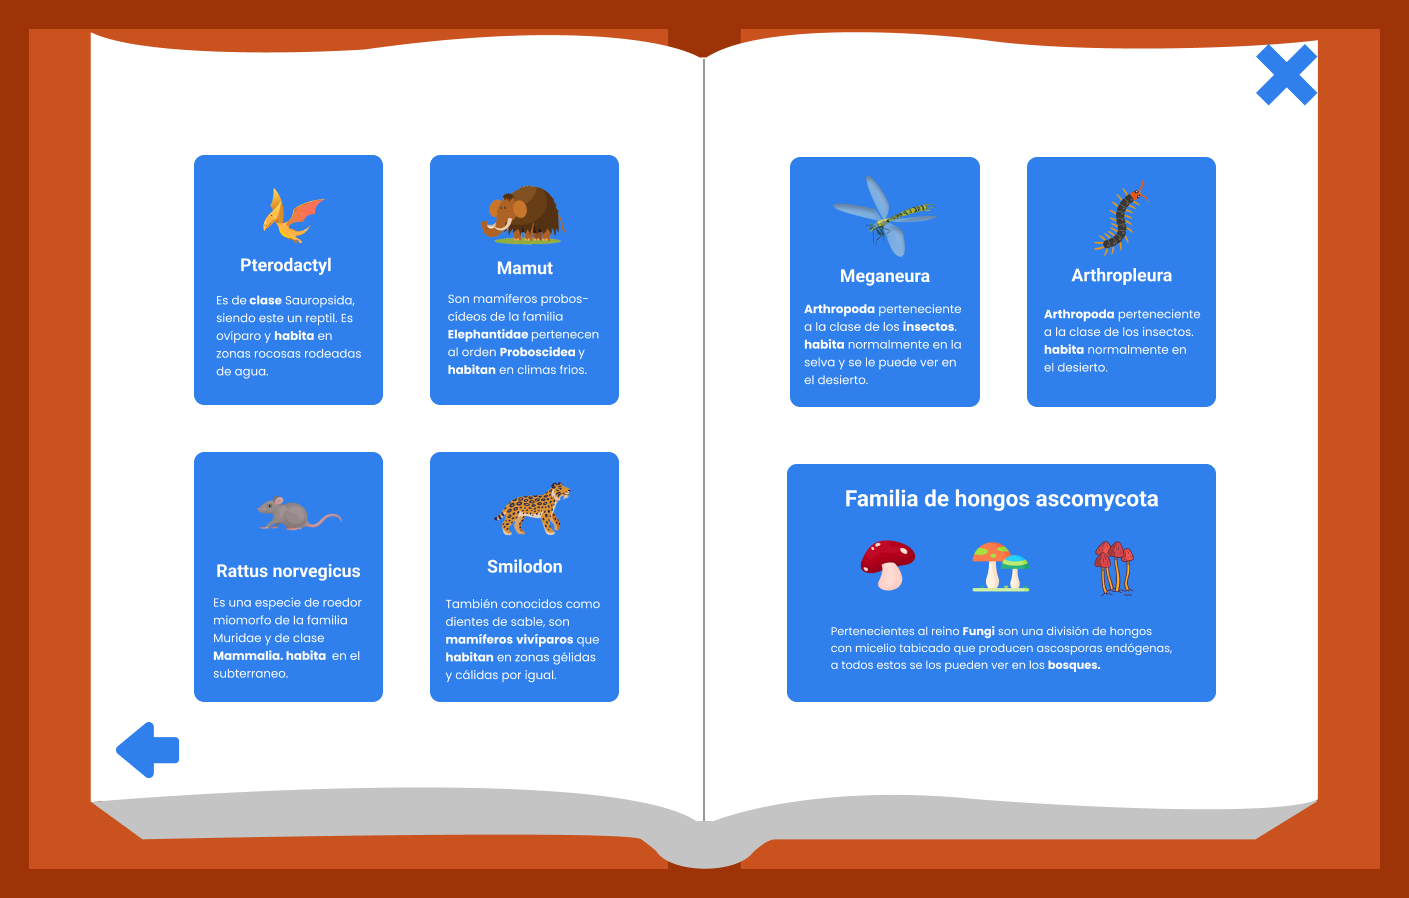 Pterodactyl
Es de clase Sauropsida,
siendo este un reptil. Es
ovíparo y habita en
zonas rocosas rodeadas
de agua.
Mamut
Son mamíferos probos-
cídeos de la familia
Elephantidae pertenecen
al orden Proboscidea y
habitan en climas frios.
Rattus norvegicus
Es una especie de roedor
miomorfo de la familia
Muridae y de clase
Mammalia. habita en el
subterraneo.
Smilodon
También conocidos como
dientes de sable, son
mamíferos vivíparos que
habitan en zonas gélidas
y cálidas por igual.
Meganeura
Arthropoda perteneciente
a la clase de los insectos.
habita normalmente en la
selva y se le puede ver en
el desierto.
Arthropleura
Arthropoda perteneciente
a la clase de los insectos.
habita normalmente en
el desierto.
Familia de hongos ascomycota
Pertenecientes al reino Fungi son una división de hongos
con micelio tabicado que producen ascosporas endógenas,
a todos estos se los pueden ver en los bosques.